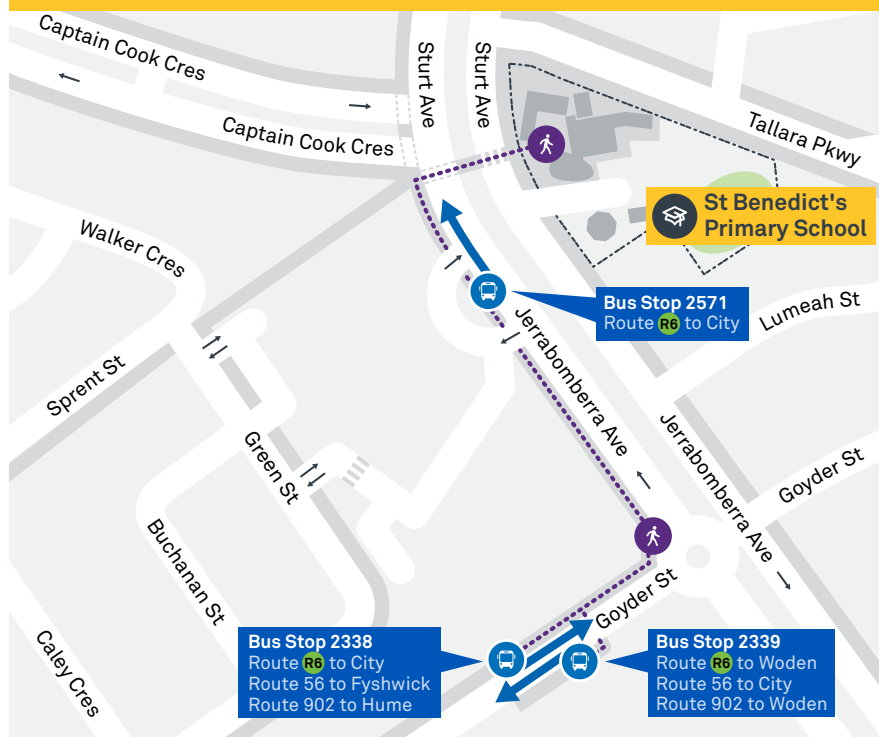 Captain Cook Cres
Sturt Ave
Sturt Ave
Captain Cook Cres
Tallara Pkwy
St Benedict's
Primary School
Walker Cres
Bus Stop 2571
Route R6 to City
Lumeah St
Jerrabomberra Ave
Sprent St
Green St
Jerrabomberra Ave
Goyder St
Buchanan St
Goyder St
Caley Cres
Bus Stop 2338
Route R6 to City
Route 56 to Fyshwick
Route 902 to Hume
Bus Stop 2339
Route R6 to Woden
Route 56 to City
Route 902 to Woden